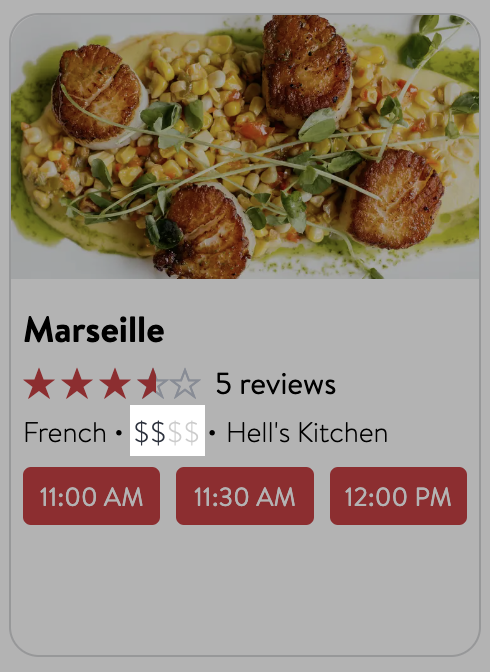 Marseille
5 reviews
French • $$$$ • Hell's Kitchen
11:00 AM 11:30 AM 12:00 PM